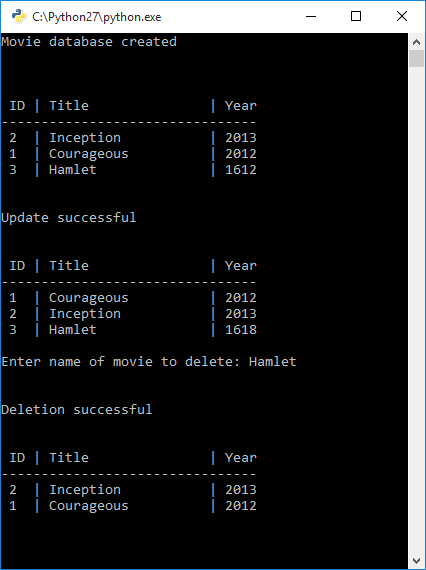 C:\Python27\python.exe
Movie database created
ID | Title | Year
--------------------------------
2 | Inception | 2013
1 | Courageous | 2012
3 | Hamlet | 1612
Update successful
ID | Title | Year
--------------------------------
1 | Courageous | 2012
2 | Inception | 2013
3 | Hamlet | 1618
Enter name of movie to delete: Hamlet
Deletion successful
ID | Title | Year
--------------------------------
2 | Inception | 2013
1 | Courageous | 2012